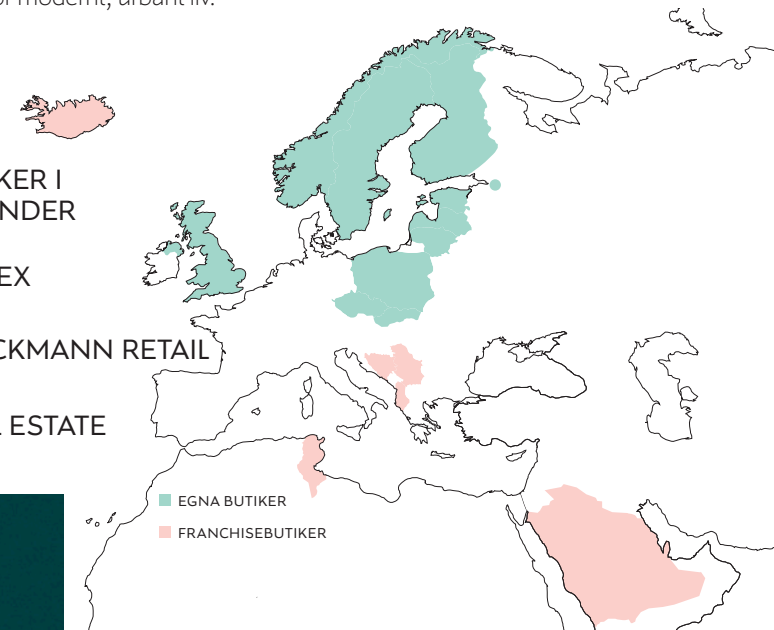 modernt, urbant liv.
KER I
NDER
EX
CKMANN RETAIL
ESTATE
EGNA BUTIKER
FRANCHISEBUTIKER